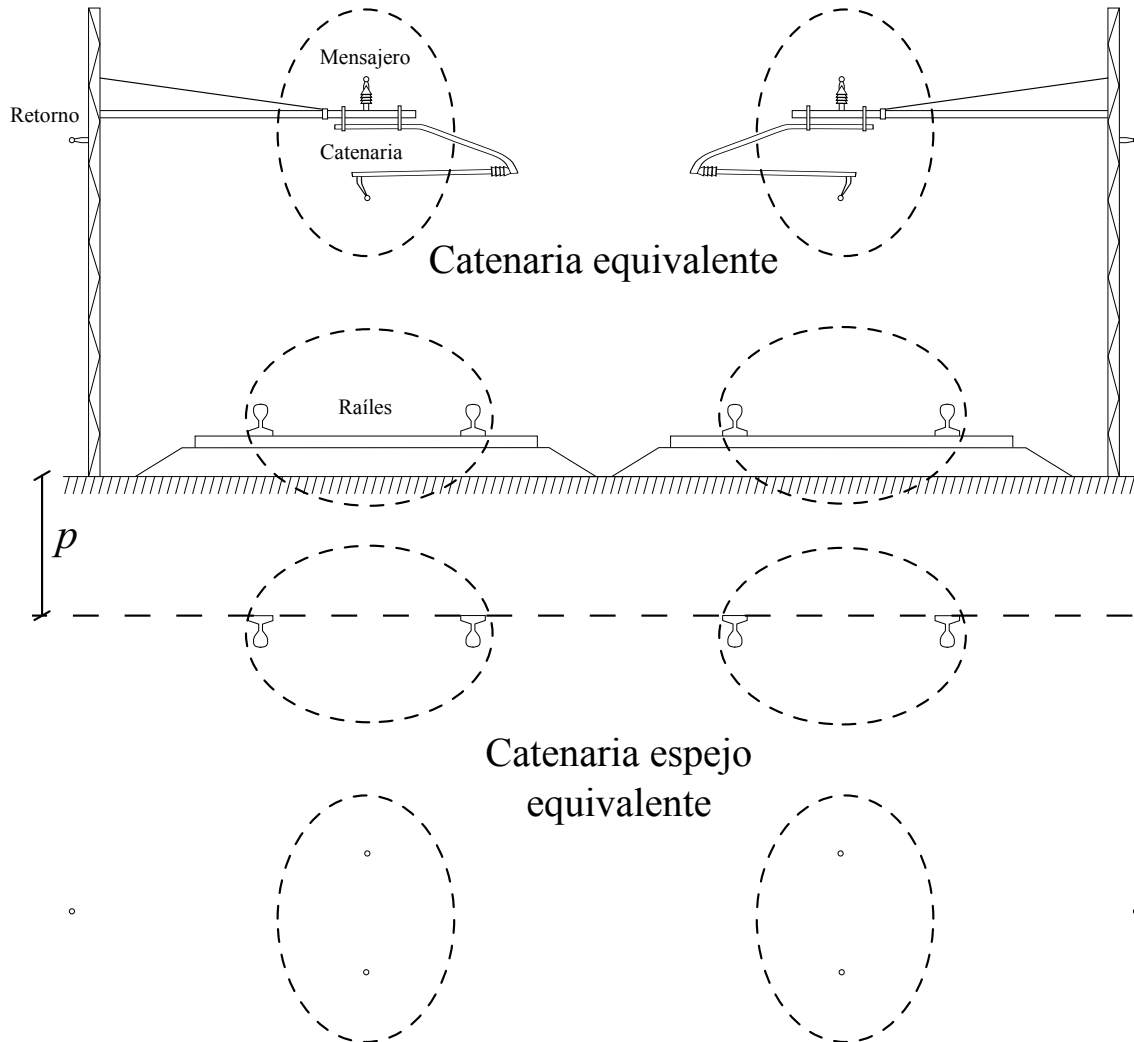 Mensajero
Retorno
Catenaria
Catenaria equivalente
Raíles
p
Catenaria espejo
equivalente